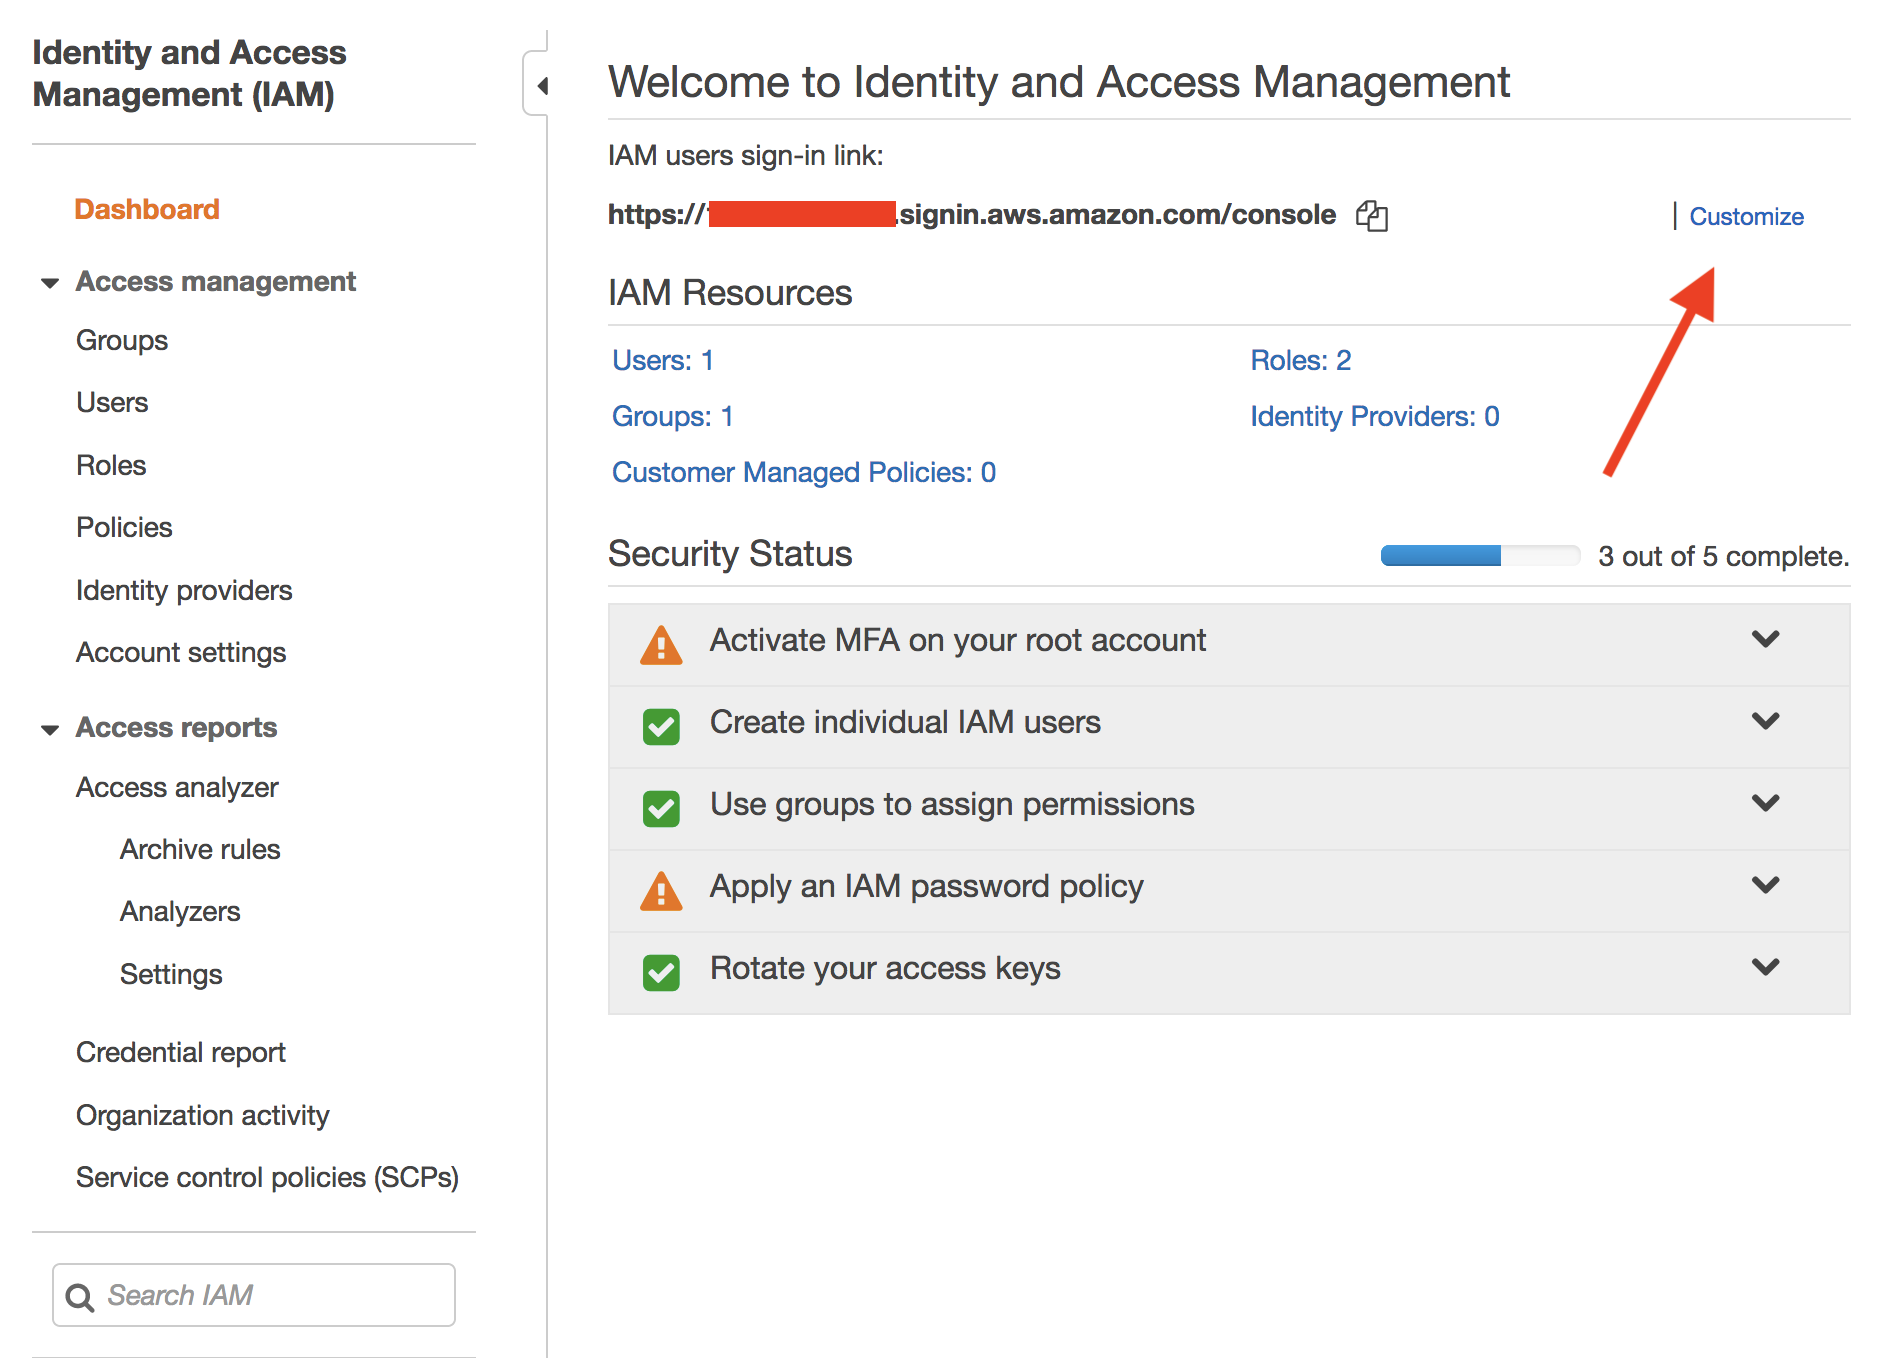 Identity and Access
Management (IAM)
Dashboard
Access management
Groups
Users
Roles
Policies
Identity providers
Account settings
Access reports
Access analyzer
Archive rules
Analyzers
Settings
Credential report
Organization activity
Service control policies (SCPs)
Search IAM
Welcome to Identity and Access Management
IAM users sign-in link:
https://
.signin.aws.amazon.com/console
| Customize
IAM Resources
Users: 1
Roles: 2
Groups: 1
Identity Providers: 0
Customer Managed Policies: 0
Security Status
3 out of 5 complete.
Activate MFA on your root account
Create individual IAM users
Use groups to assign permissions
Apply an IAM password policy
Rotate your access keys